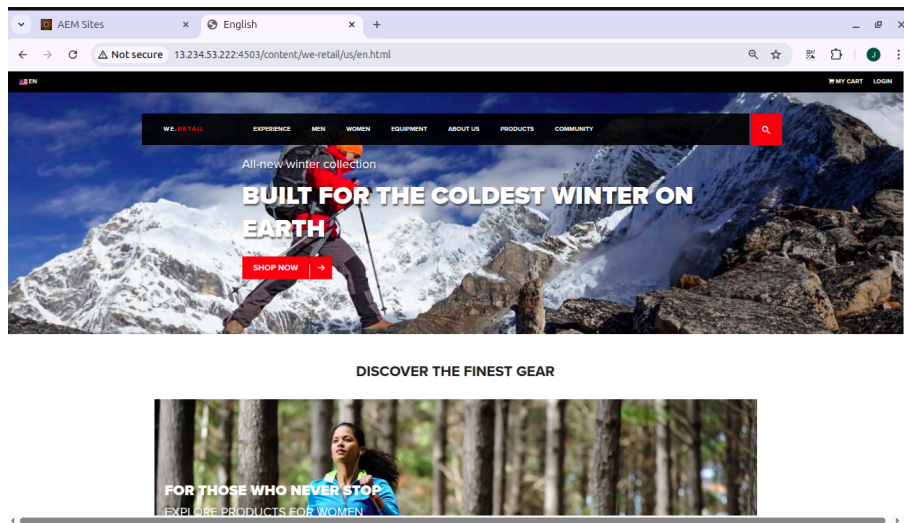 AEM Sites
English
Not secure
13.234.53.222:4503/content/we-retail/us/en.html
J
EN
MY CART LOGIN
WE.RETAIL EXPERIENCE MEN WOMEN EQUIPMENT ABOUT US PRODUCTS COMMUNITY
All-new winter collection
BUILT FOR THE COLDEST WINTER ON
EARTH
SHOP NOW
DISCOVER THE FINEST GEAR
FOR THOSE WHO NEVER STOP
EXPLORE PRODUCTS FOR WOMEN